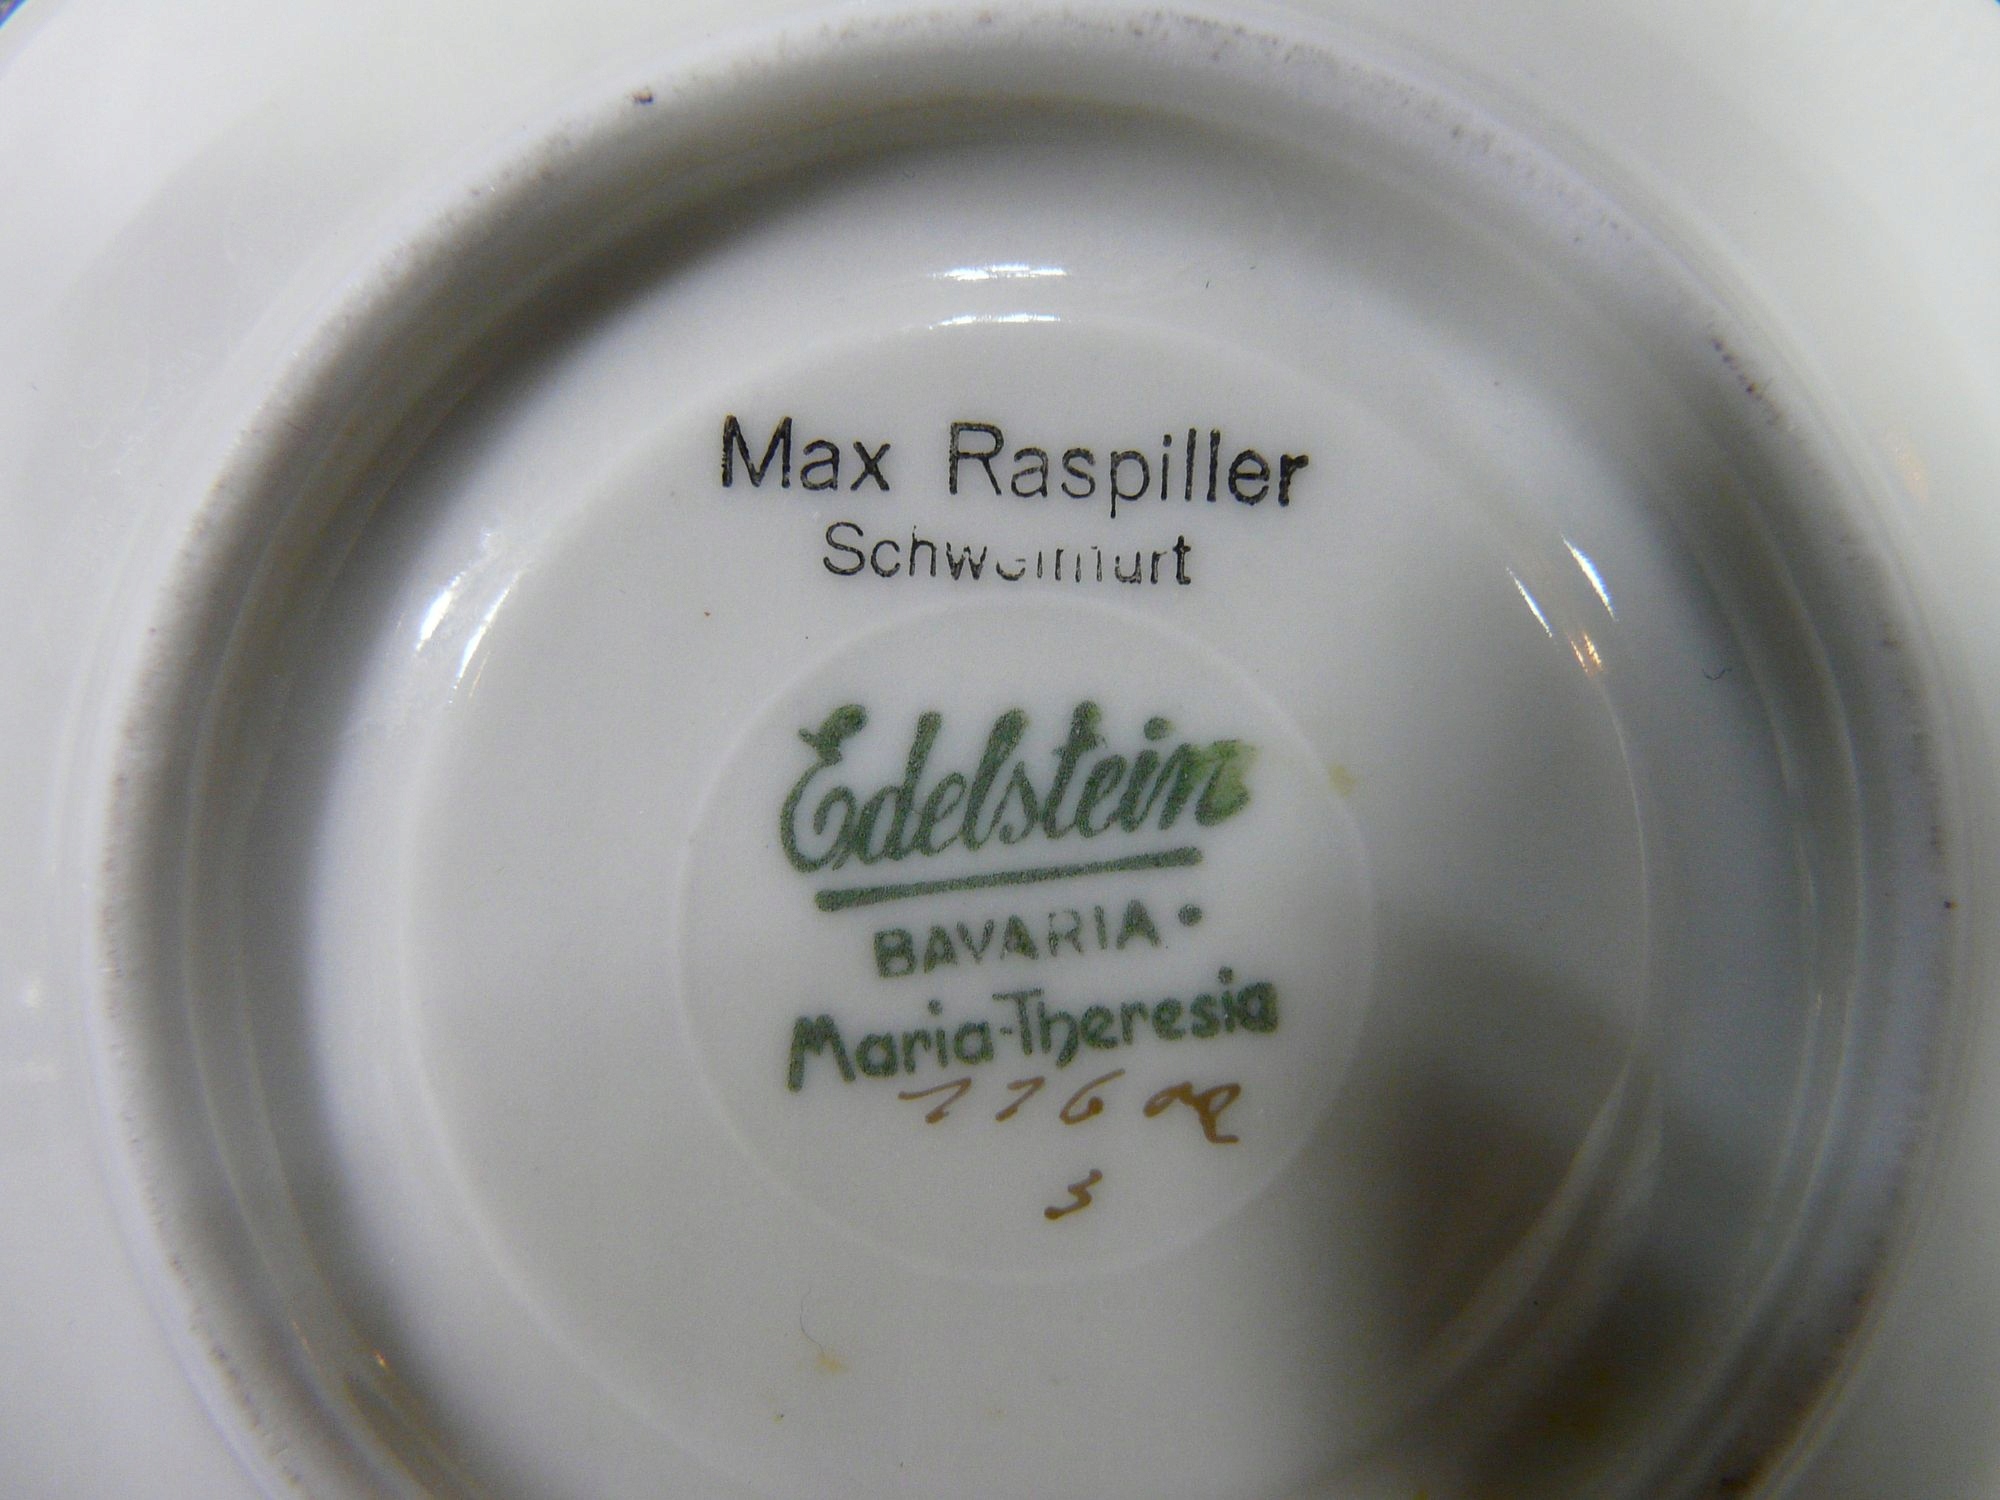 Max Raspiller
Schweinfurt
Edelstein
BAVARIA.
Maria-Theresia
3